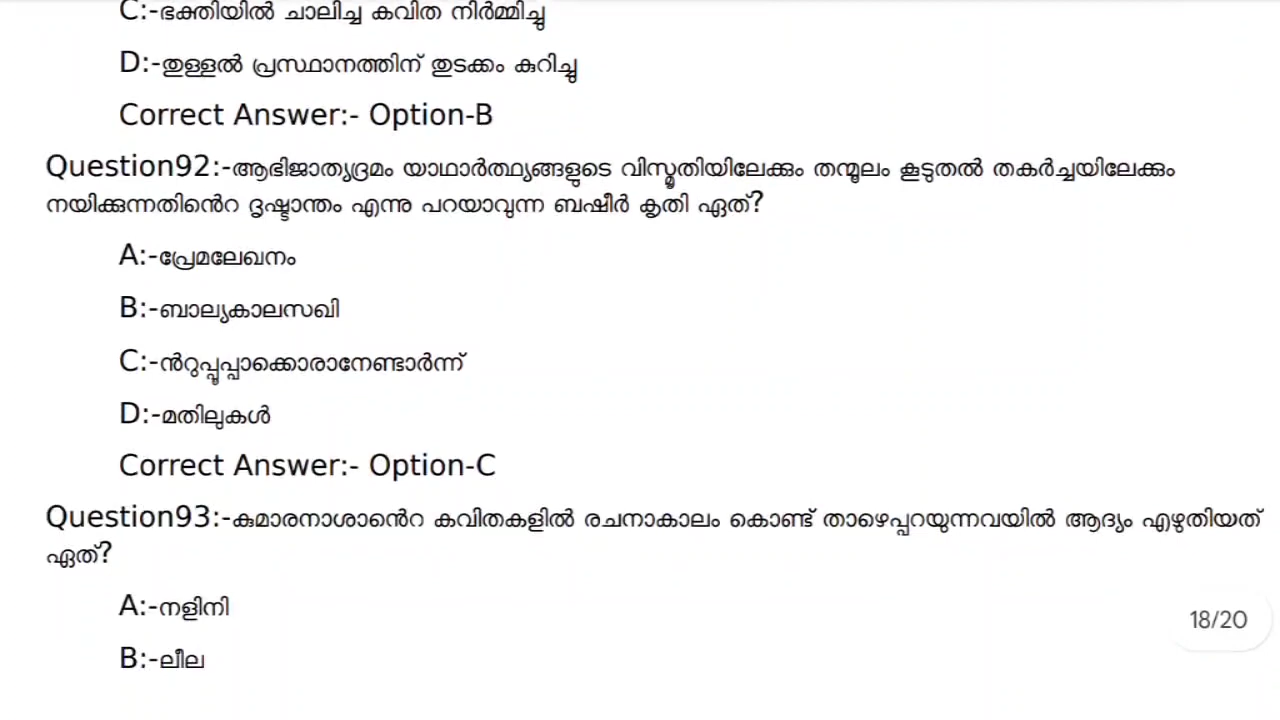 C:-ഭക്തിയിൽ ചാലിച്ച കവിത നിർമ്മിച്ചു
D:-തുള്ളൽ പ്രസ്ഥാനത്തിന് തുടക്കം കുറിച്ചു
Correct Answer:- Option-B
Question92:-ആഭിജാത്യഭ്രമം യാഥാർത്ഥ്യങ്ങളുടെ വിസ്മൃതിയിലേക്കും തന്മൂലം കൂടുതൽ തകർച്ചയിലേക്കും
നയിക്കുന്നതിന്റെ ദൃഷ്ടാന്തം എന്നു പറയാവുന്ന ബഷീർ കൃതി ഏത്?
A:-പ്രേമലേഖനം
B:-ബാല്യകാലസഖി
C:-ൻറുപ്പൂപ്പാക്കൊരാനേണ്ടാർന്ന്
D:-മതിലുകൾ
Correct Answer:- Option-C
Question93:-കുമാരനാശാന്റെ കവിതകളിൽ രചനാകാലം കൊണ്ട് താഴെപ്പറയുന്നവയിൽ ആദ്യം എഴുതിയത്
ഏത്?
A:-നളിനി
18/20
B:-ലീല